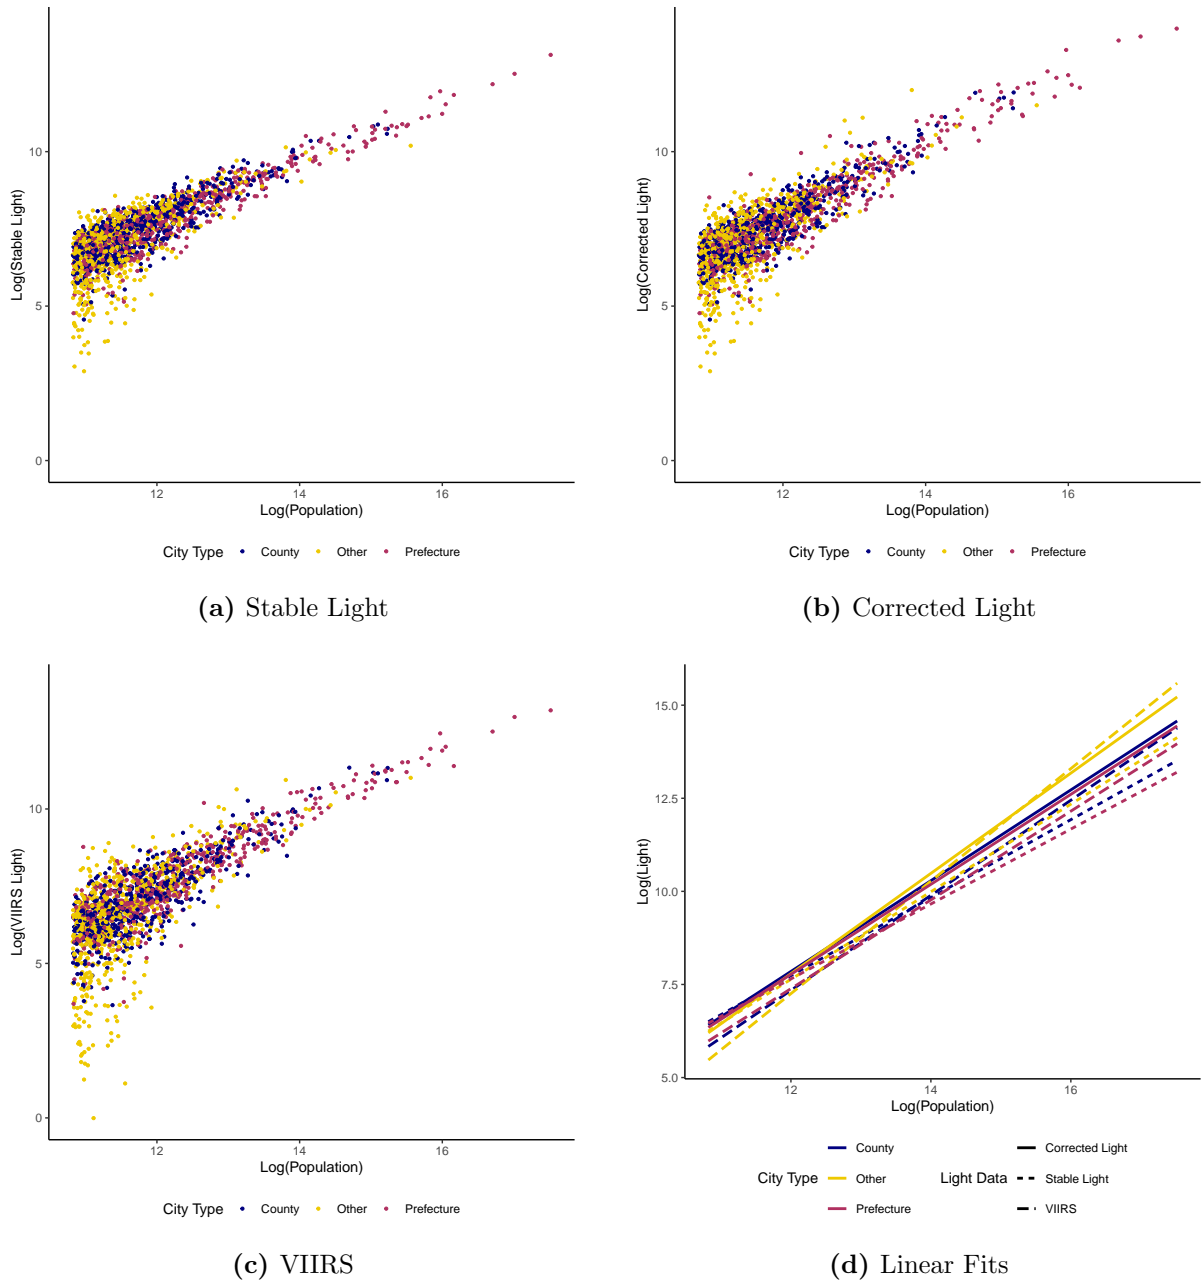 10
5
0
Log(Stable Light)
12 14 16
Log(Population)
City Type County Other Prefecture
(a) Stable Light
10
5
0
Log(Corrected Light)
12 14 16
Log(Population)
City Type County Other Prefecture
(b) Corrected Light
10
5
0
Log(VIIRS Light)
12 14 16
Log(Population)
City Type County Other Prefecture
(c) VIIRS
15.0
12.5
10.0
7.5
5.0
Log(Light)
12 14 16
Log(Population)
City Type
County
Other
Prefecture
Light Data
Corrected Light
Stable Light
VIIRS
(d) Linear Fits